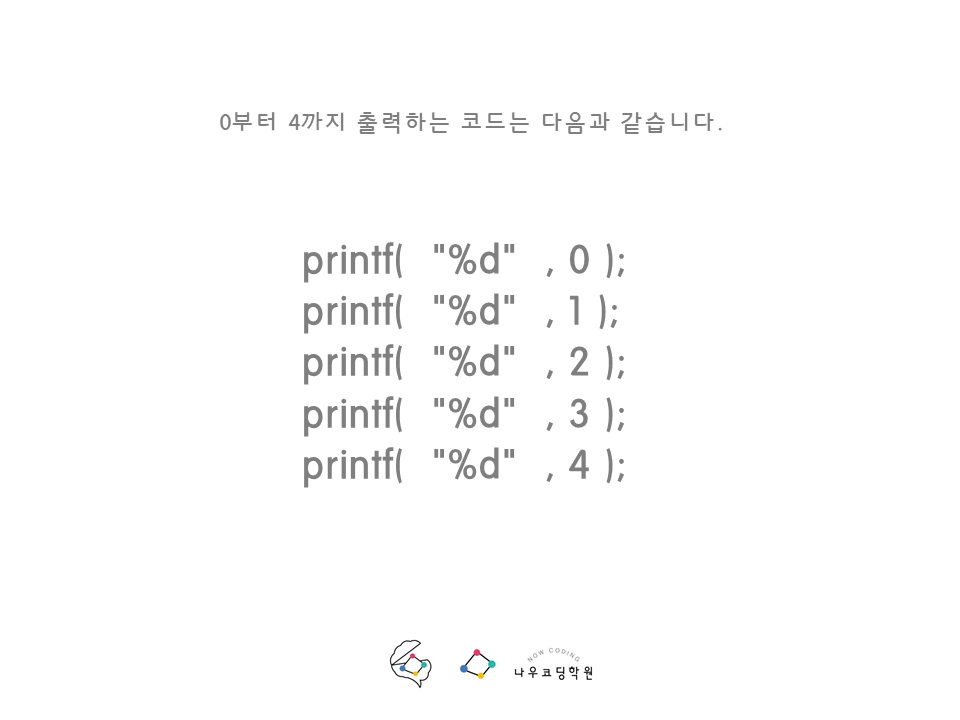 0부터 4까지 출력하는 코드는 다음과 같습니다.
printf( "%d" , 0 );
printf( "%d" , 1 );
printf( "%d" , 2 );
printf( "%d" , 3 );
printf( "%d" , 4 );
NOW CODING
나우코딩학원